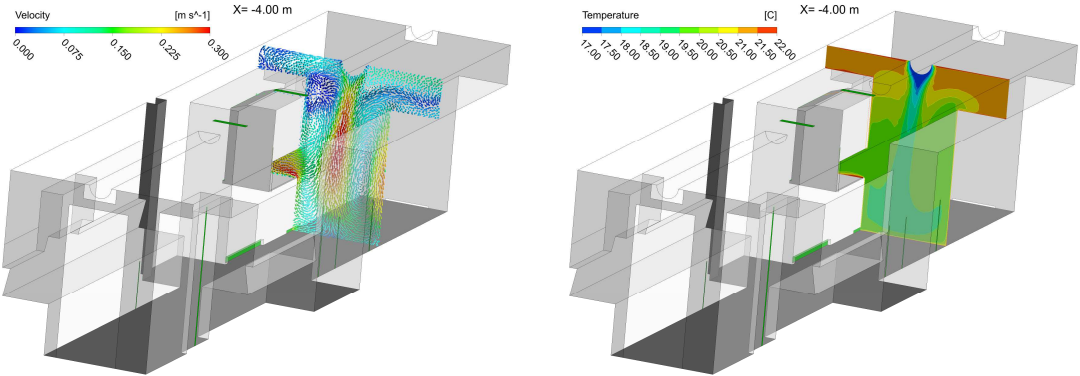 Velocity [m s^-1] X= -4.00 m
0.000 0.075 0.150 0.225 0.300
Temperature [C] X= -4.00 m
17.00 17.50 18.00 18.50 19.00 19.50 20.00 20.50 21.00 21.50 22.00